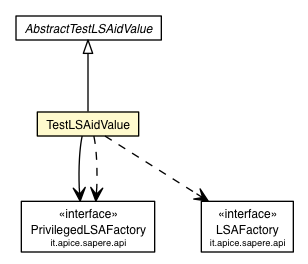 AbstractTestLSAidValue
TestLSAidValue
«interface»
PrivilegedLSAFactory
it.apice.sapere.api
«interface»
LSAFactory
it.apice.sapere.api